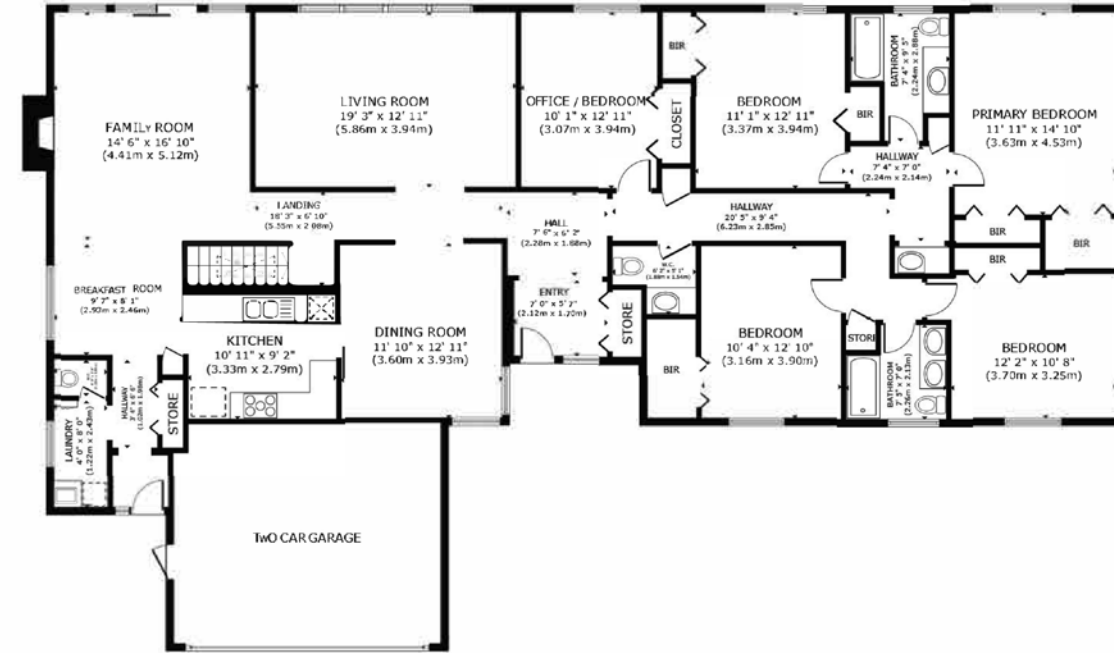 FAMILY ROOM
14' 6" x 16' 10"
(4.41m x 5.12m)
LIVING ROOM
19' 3" x 12' 11"
(5.86m x 3.94m)
OFFICE / BEDROOM
10' 1" x 12' 11"
(3.07m x 3.94m)
BIR
CLOSET
BEDROOM
11' 1" x 12' 11"
(3.37m x 3.94m)
BIR
BATHROOM
7' 4" x 9' 5"
(2.24m x 2.88m)
PRIMARY BEDROOM
11' 11" x 14' 10"
(3.63m x 4.53m)
HALLWAY
7' 4" x 7' 0"
(2.24m x 2.14m)
LANDING
HALL
7' 6" x 6' 2"
(2.28m x 1.88m)
HALLWAY
20' 5" x 9' 4"
(6.23m x 2.85m)
BIR
BIR
BIR
BREAKFAST ROOM
9' 7" x 8' 1"
(2.93m x 2.46m)
W.C.
ENTRY
7' 0" x 5' 7"
(2.12m x 1.70m)
STORE
KITCHEN
10' 11" x 9' 2"
(3.33m x 2.79m)
DINING ROOM
11' 10" x 12' 11"
(3.60m x 3.93m)
BEDROOM
10' 4" x 12' 10"
(3.16m x 3.90m)
STORE
BIR
BATHROOM
7' 5" x 7' 0"
(2.26m x 2.13m)
BEDROOM
12' 2" x 10' 8"
(3.70m x 3.25m)
HALLWAY
STORE
LAUNDRY
4' 0" x 8' 0"
(1.22m x 2.43m)
TWO CAR GARAGE